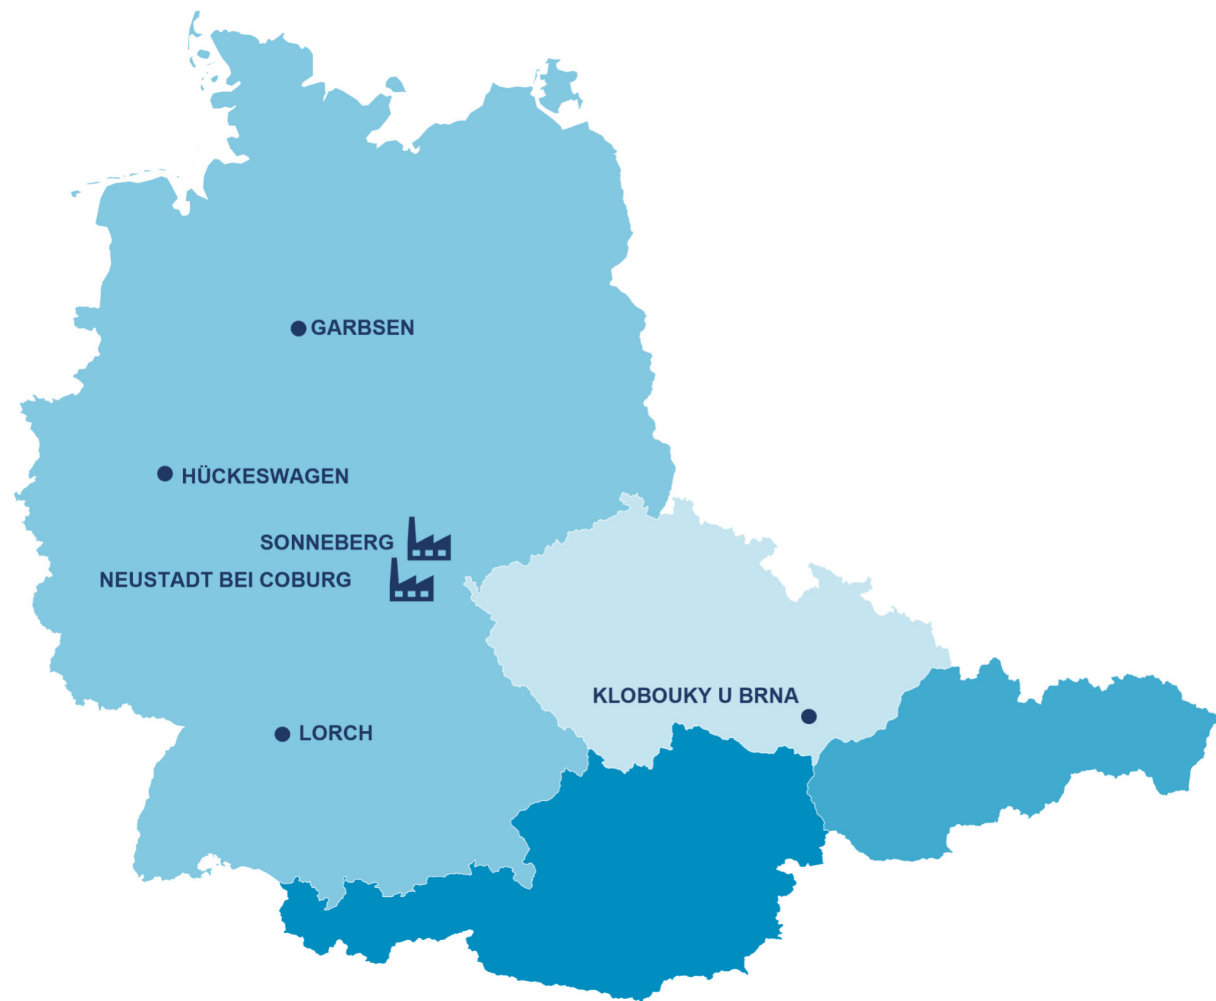 GARBSEN
HÜCKESWAGEN
SONNEBERG
NEUSTADT BEI COBURG
KLOBOUKY U BRNA
LORCH